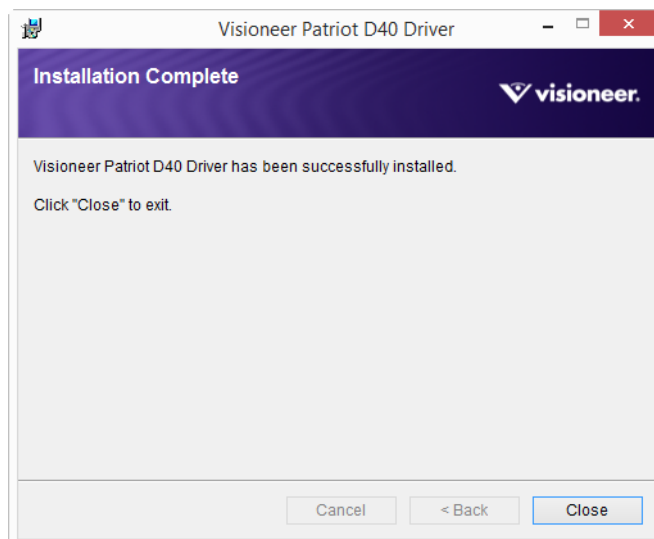 Visioneer Patriot D40 Driver
Installation Complete
visioneer.
Visioneer Patriot D40 Driver has been successfully installed.
Click "Close" to exit.
Cancel
< Back
Close